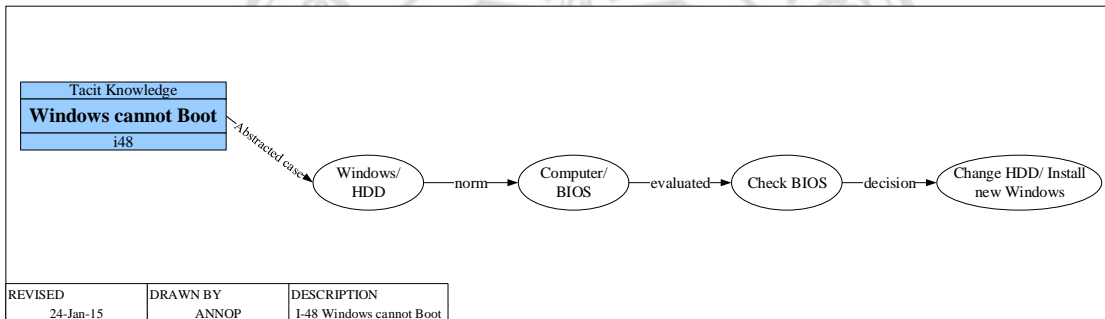 Tacit Knowledge
Windows cannot Boot
i48
Abstracted case
Windows/
HDD
norm
Computer/
BIOS
evaluated
Check BIOS
decision
Change HDD/ Install
new Windows
REVISED
24-Jan-15
DRAWN BY
ANNOP
DESCRIPTION
I-48 Windows cannot Boot